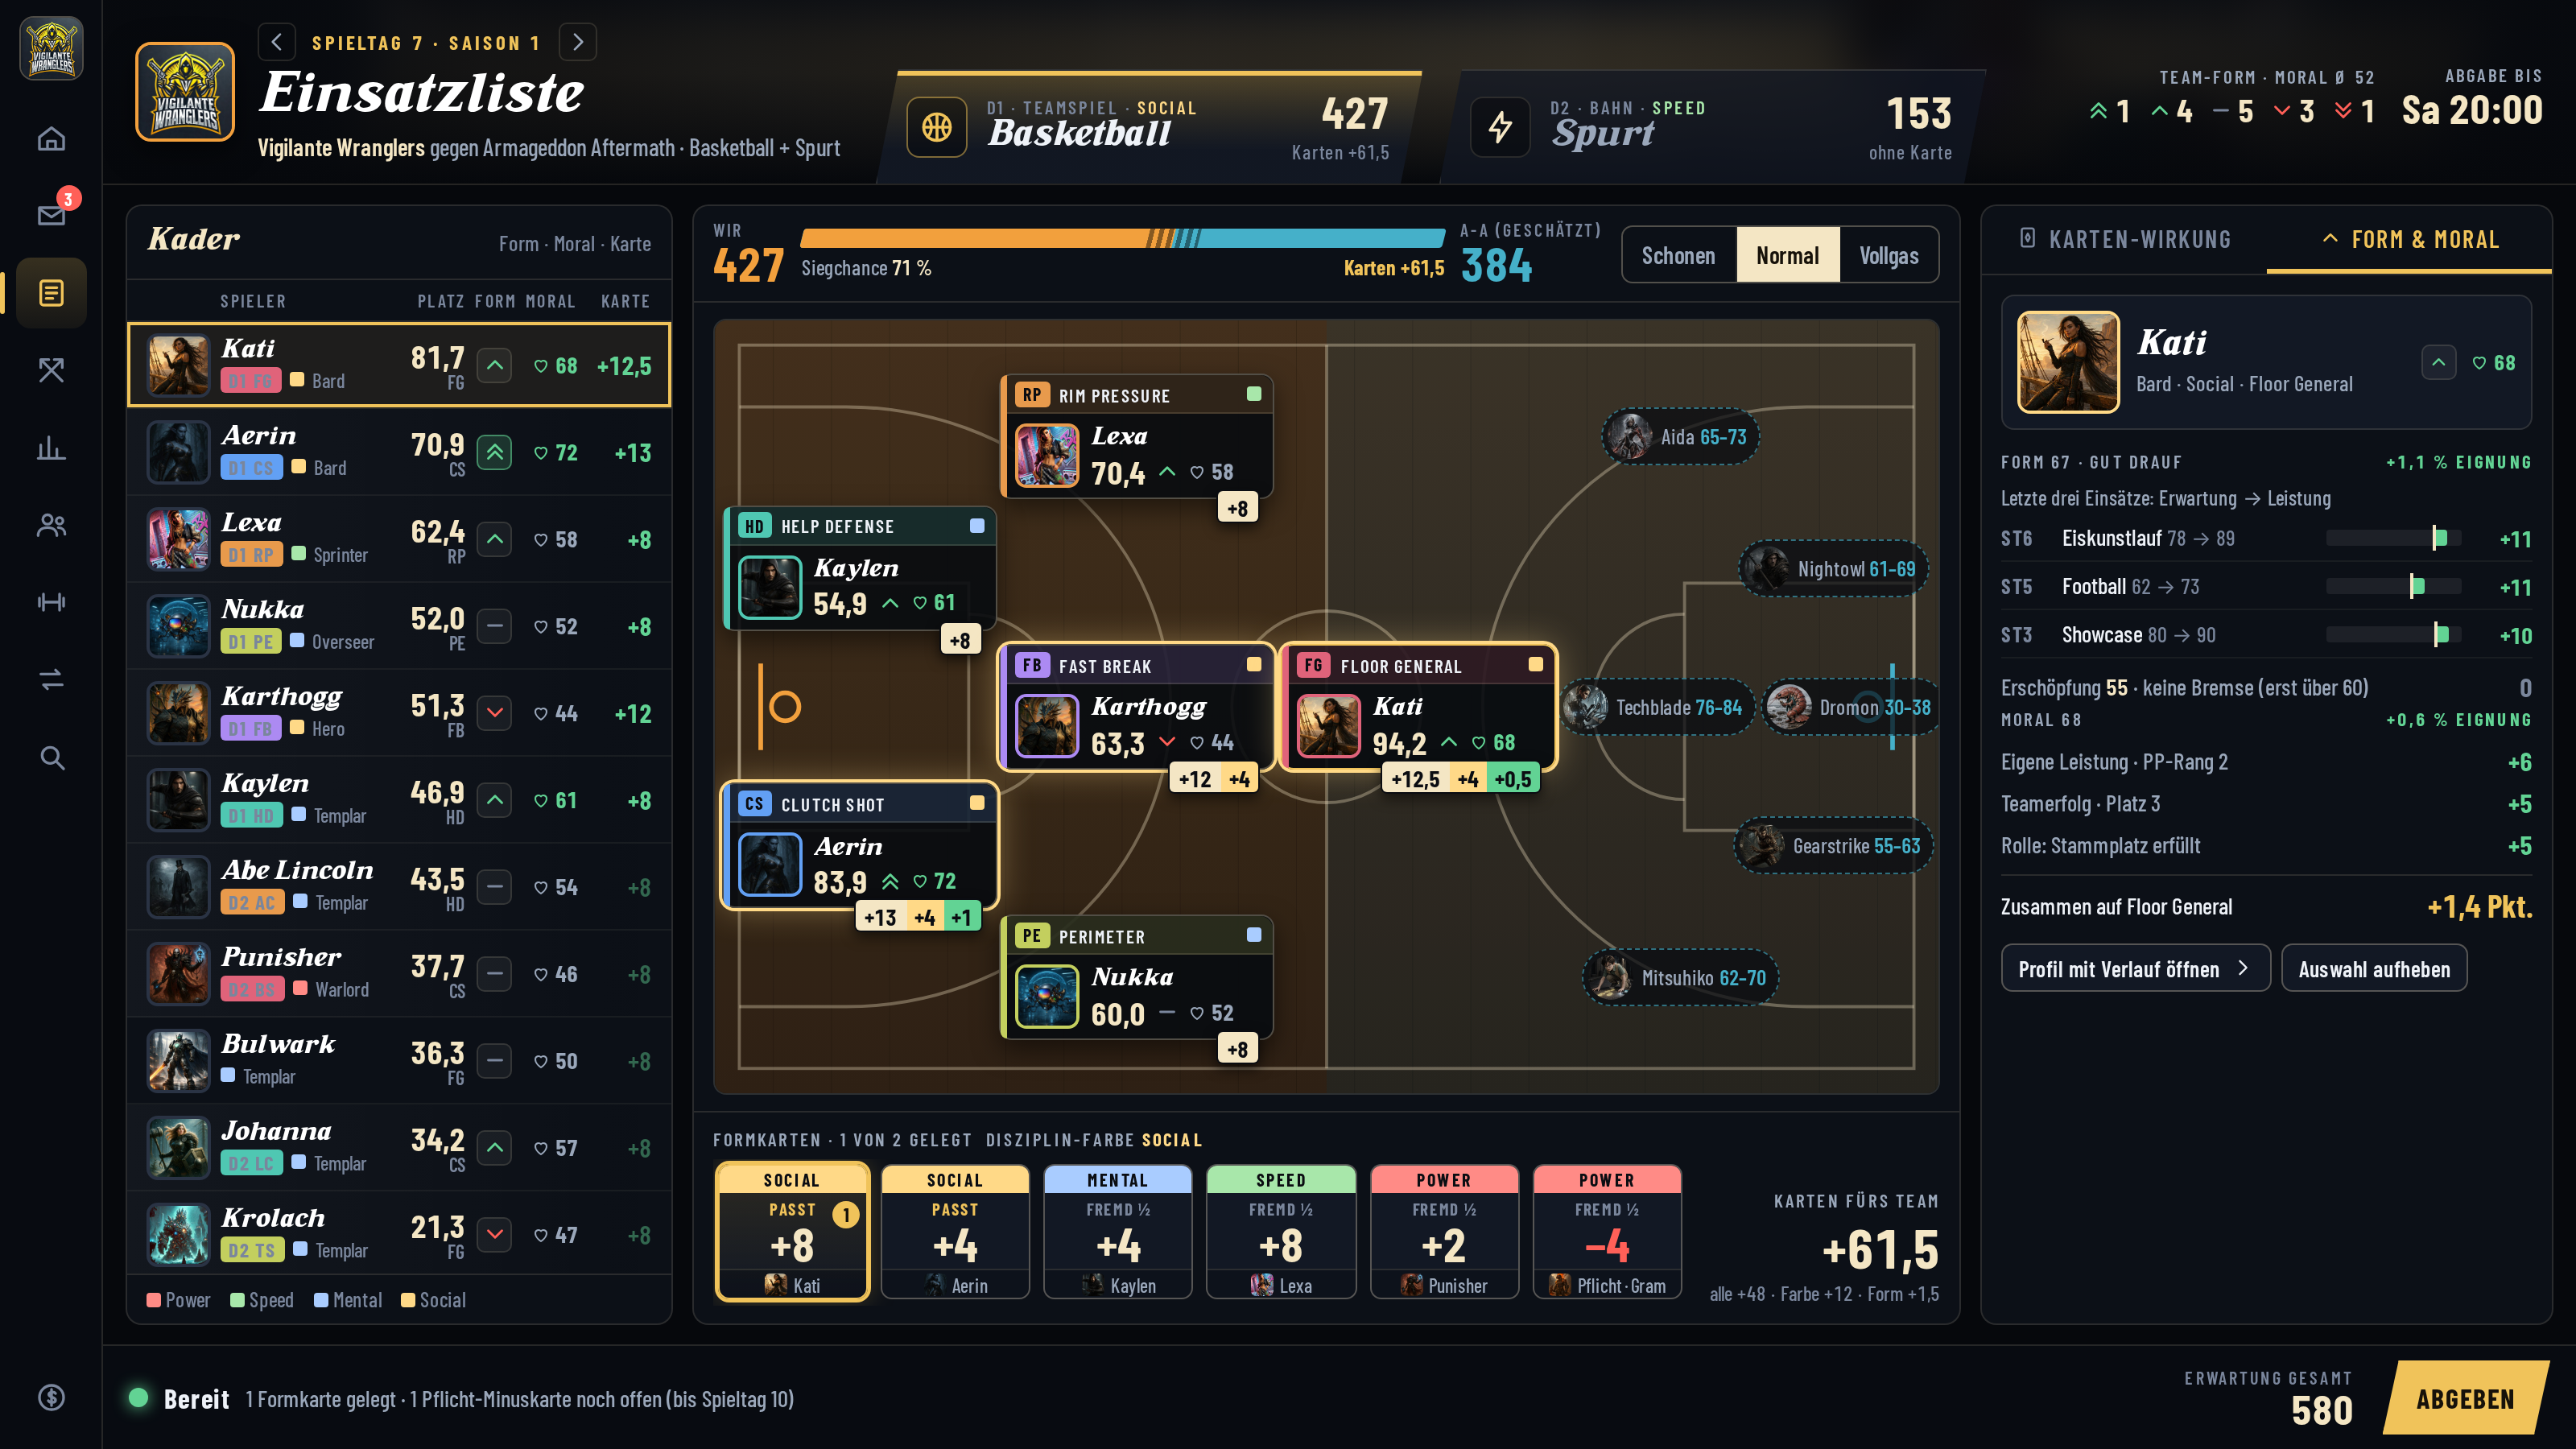 VIGILANTE WRANGLERS
SPIELTAG 7 · SAISON 1
Einsatzliste
Vigilante Wranglers gegen Armageddon Aftermath · Basketball + Spurt
VIGILANTE
WRANGLERS
D1 · TEAMSPIEL · SOCIAL
Basketball
427
Karten +61,5
D2 · BAHN · SPEED
Spurt
153
ohne Karte
TEAM-FORM · MORAL Ø 52
1 4 – 5 3 1
ABGABE BIS
Sa 20:00
3
Kader
Form · Moral · Karte
SPIELER PLATZ FORM MORAL KARTE
Kati 81,7 68 +12,5
D1 FG Bard FG
Aerin 70,9 72 +13
D1 CS Bard CS
Lexa 62,4 58 +8
D1 RP Sprinter RP
Nukka 52,0 – 52 +8
D1 PE Overseer PE
Karthogg 51,3 44 +12
D1 FB Hero FB
Kaylen 46,9 61 +8
D1 HD Templar HD
Abe Lincoln 43,5 – 54 +8
D2 AC Templar HD
Punisher 37,7 – 46 +8
D2 BS Warlord CS
Bulwark 36,3 – 50 +8
Templar FG
Johanna 34,2 57 +8
D2 LC Templar CS
Krolach 21,3 47 +8
D2 TS Templar FG
Power Speed Mental Social
WIR
427
Siegchance 71 %
Karten +61,5
A-A (GESCHÄTZT)
384
Schonen Normal Vollgas
RP RIM PRESSURE
Lexa
70,4 58
+8
HD HELP DEFENSE
Kaylen
54,9 61
+8
FB FAST BREAK
Karthogg
63,3 44
+12 +4
FG FLOOR GENERAL
Kati
94,2 68
+12,5 +4 +0,5
CS CLUTCH SHOT
Aerin
83,9 72
+13 +4 +1
PE PERIMETER
Nukka
60,0 – 52
+8
Aida 65–73
Nightowl 61–69
Techblade 76–84
Dromon 30–38
Gearstrike 55–63
Mitsuhiko 62–70
FORMKARTEN · 1 VON 2 GELEGT DISZIPLIN-FARBE SOCIAL
SOCIAL
PASST 1
+8
Kati
SOCIAL
PASST
+4
Aerin
MENTAL
FREMD ½
+4
Kaylen
SPEED
FREMD ½
+8
Lexa
POWER
FREMD ½
+2
Punisher
POWER
FREMD ½
−4
Pflicht · Gram
KARTEN FÜRS TEAM
+61,5
alle +48 · Farbe +12 · Form +1,5
KARTEN-WIRKUNG FORM & MORAL
Kati
Bard · Social · Floor General
68
FORM 67 · GUT DRAUF +1,1 % EIGNUNG
Letzte drei Einsätze: Erwartung → Leistung
ST6 Eiskunstlauf 78 → 89 +11
ST5 Football 62 → 73 +11
ST3 Showcase 80 → 90 +10
Erschöpfung 55 · keine Bremse (erst über 60) 0
MORAL 68 +0,6 % EIGNUNG
Eigene Leistung · PP-Rang 2 +6
Teamerfolg · Platz 3 +5
Rolle: Stammplatz erfüllt +5
Zusammen auf Floor General +1,4 Pkt.
Profil mit Verlauf öffnen Auswahl aufheben
Bereit 1 Formkarte gelegt · 1 Pflicht-Minuskarte noch offen (bis Spieltag 10)
ERWARTUNG GESAMT
580
ABGEBEN